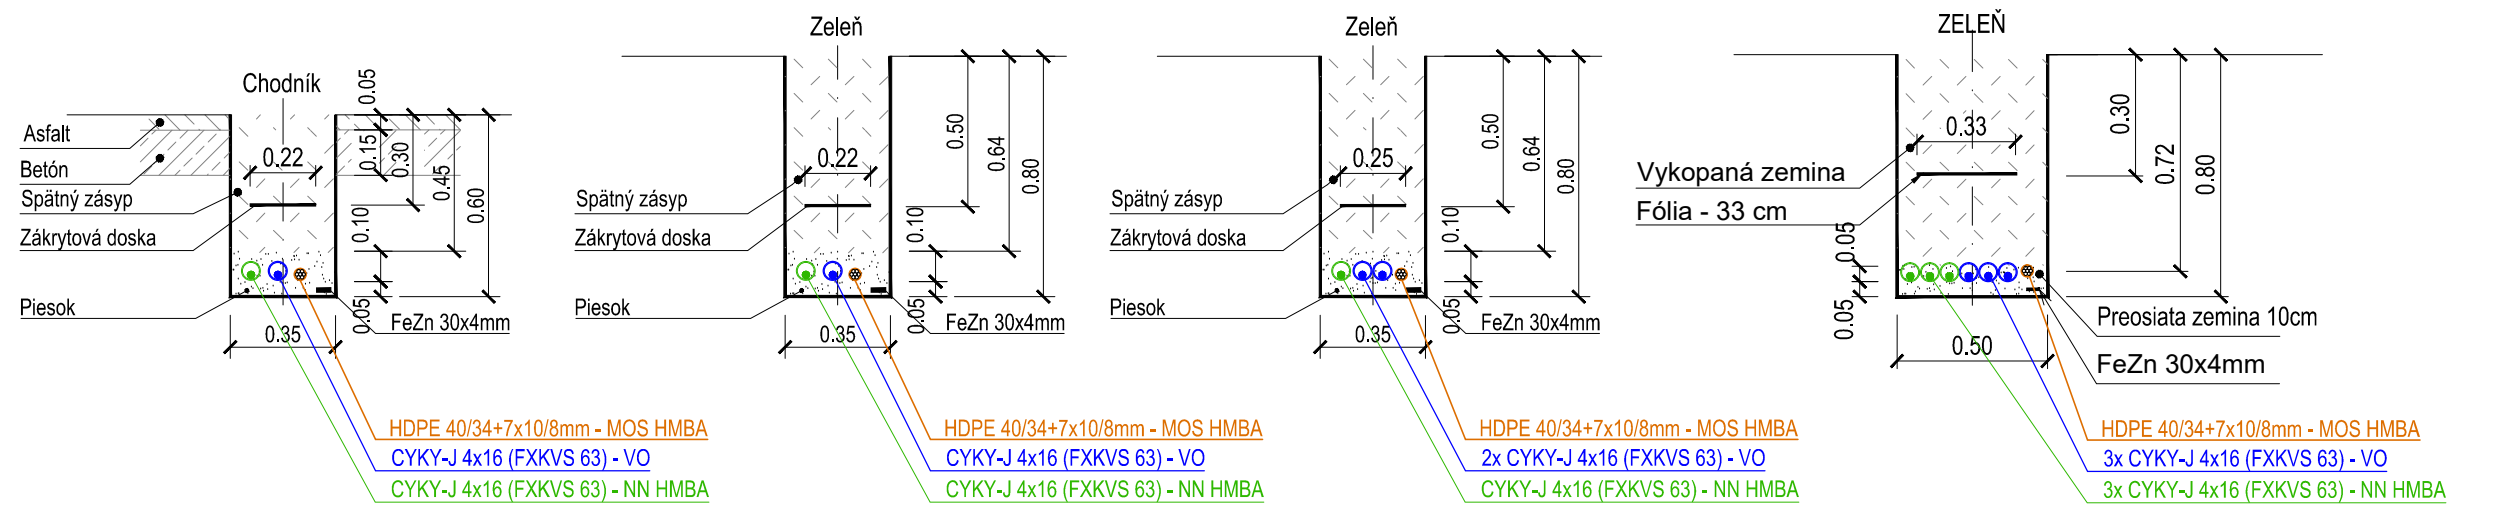 Chodník
Asfalt
Betón
Spätný zásyp
Zákrytová doska
Piesok
0.22
0.05
0.15
0.30
0.45
0.60
0.10
0.05
0.35
FeZn 30x4mm
HDPE 40/34+7x10/8mm - MOS HMBA
CYKY-J 4x16 (FXKVS 63) - VO
CYKY-J 4x16 (FXKVS 63) - NN HMBA
Zeleň
Spätný zásyp
Zákrytová doska
Piesok
0.22
0.50
0.64
0.80
0.10
0.05
0.35
FeZn 30x4mm
HDPE 40/34+7x10/8mm - MOS HMBA
CYKY-J 4x16 (FXKVS 63) - VO
CYKY-J 4x16 (FXKVS 63) - NN HMBA
Zeleň
Spätný zásyp
Zákrytová doska
Piesok
0.25
0.50
0.64
0.80
0.10
0.05
0.35
FeZn 30x4mm
HDPE 40/34+7x10/8mm - MOS HMBA
2x CYKY-J 4x16 (FXKVS 63) - VO
CYKY-J 4x16 (FXKVS 63) - NN HMBA
ZELEŇ
Vykopaná zemina
Fólia - 33 cm
0.33
0.30
0.72
0.80
0.05
0.05
0.50
Preosiata zemina 10cm
FeZn 30x4mm
HDPE 40/34+7x10/8mm - MOS HMBA
3x CYKY-J 4x16 (FXKVS 63) - VO
3x CYKY-J 4x16 (FXKVS 63) - NN HMBA